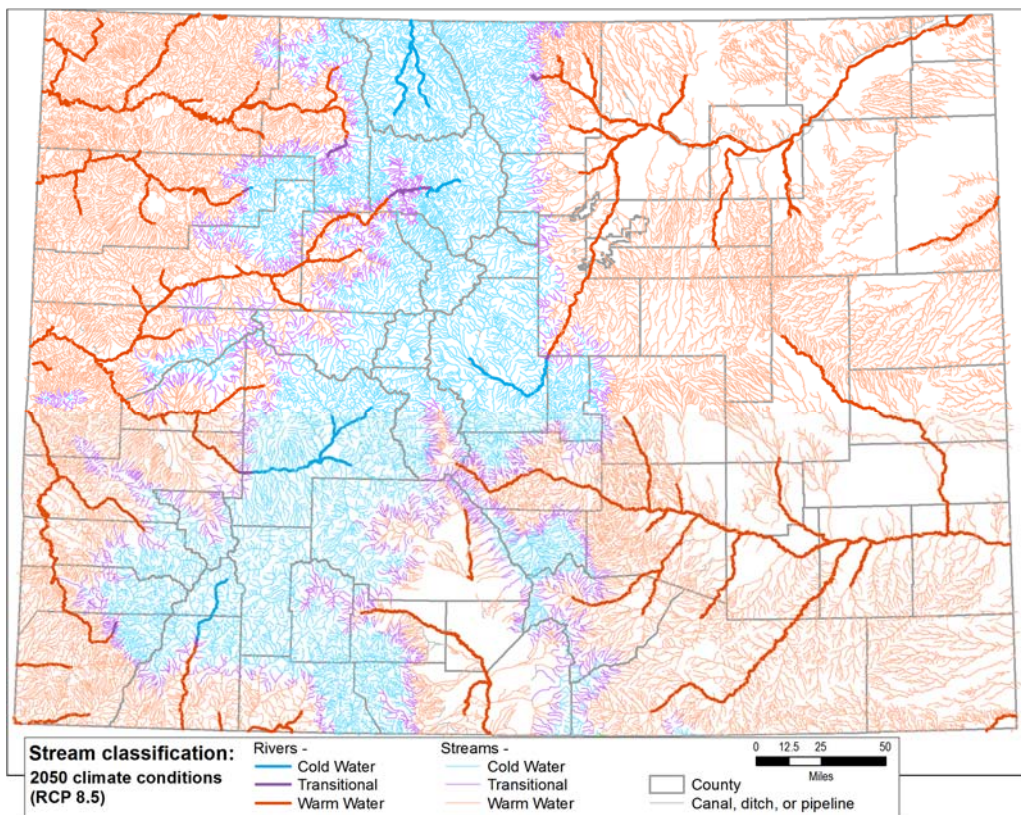 Stream classification:
2050 climate conditions
(RCP 8.5)
Rivers -
Cold Water
Transitional
Warm Water
Streams -
Cold Water
Transitional
Warm Water
0 12.5 25 50
Miles
County
Canal, ditch, or pipeline